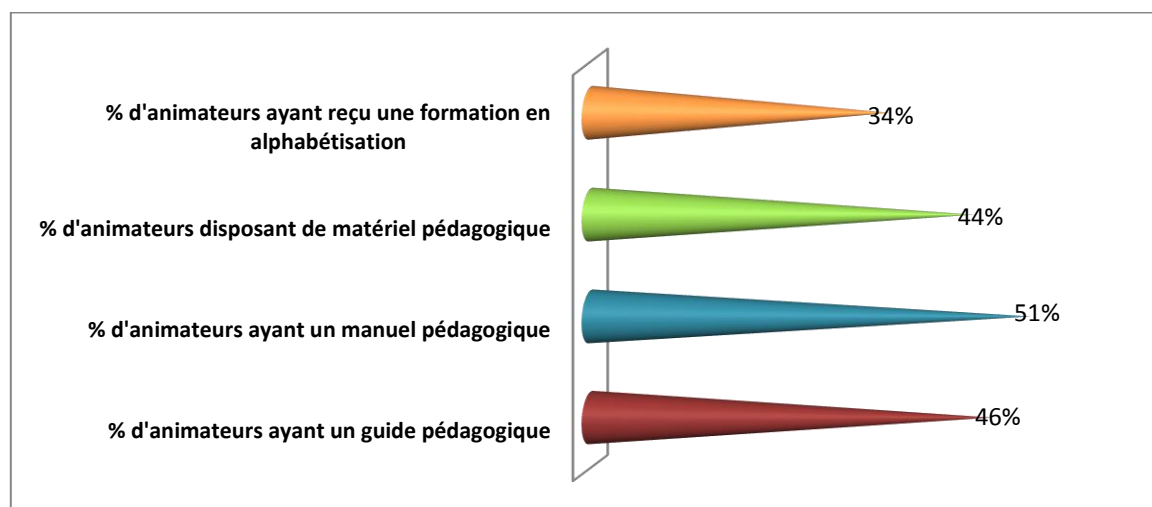 % d'animateurs ayant reçu une formation en
alphabétisation
34%
% d'animateurs disposant de matériel pédagogique
44%
% d'animateurs ayant un manuel pédagogique
51%
% d'animateurs ayant un guide pédagogique
46%